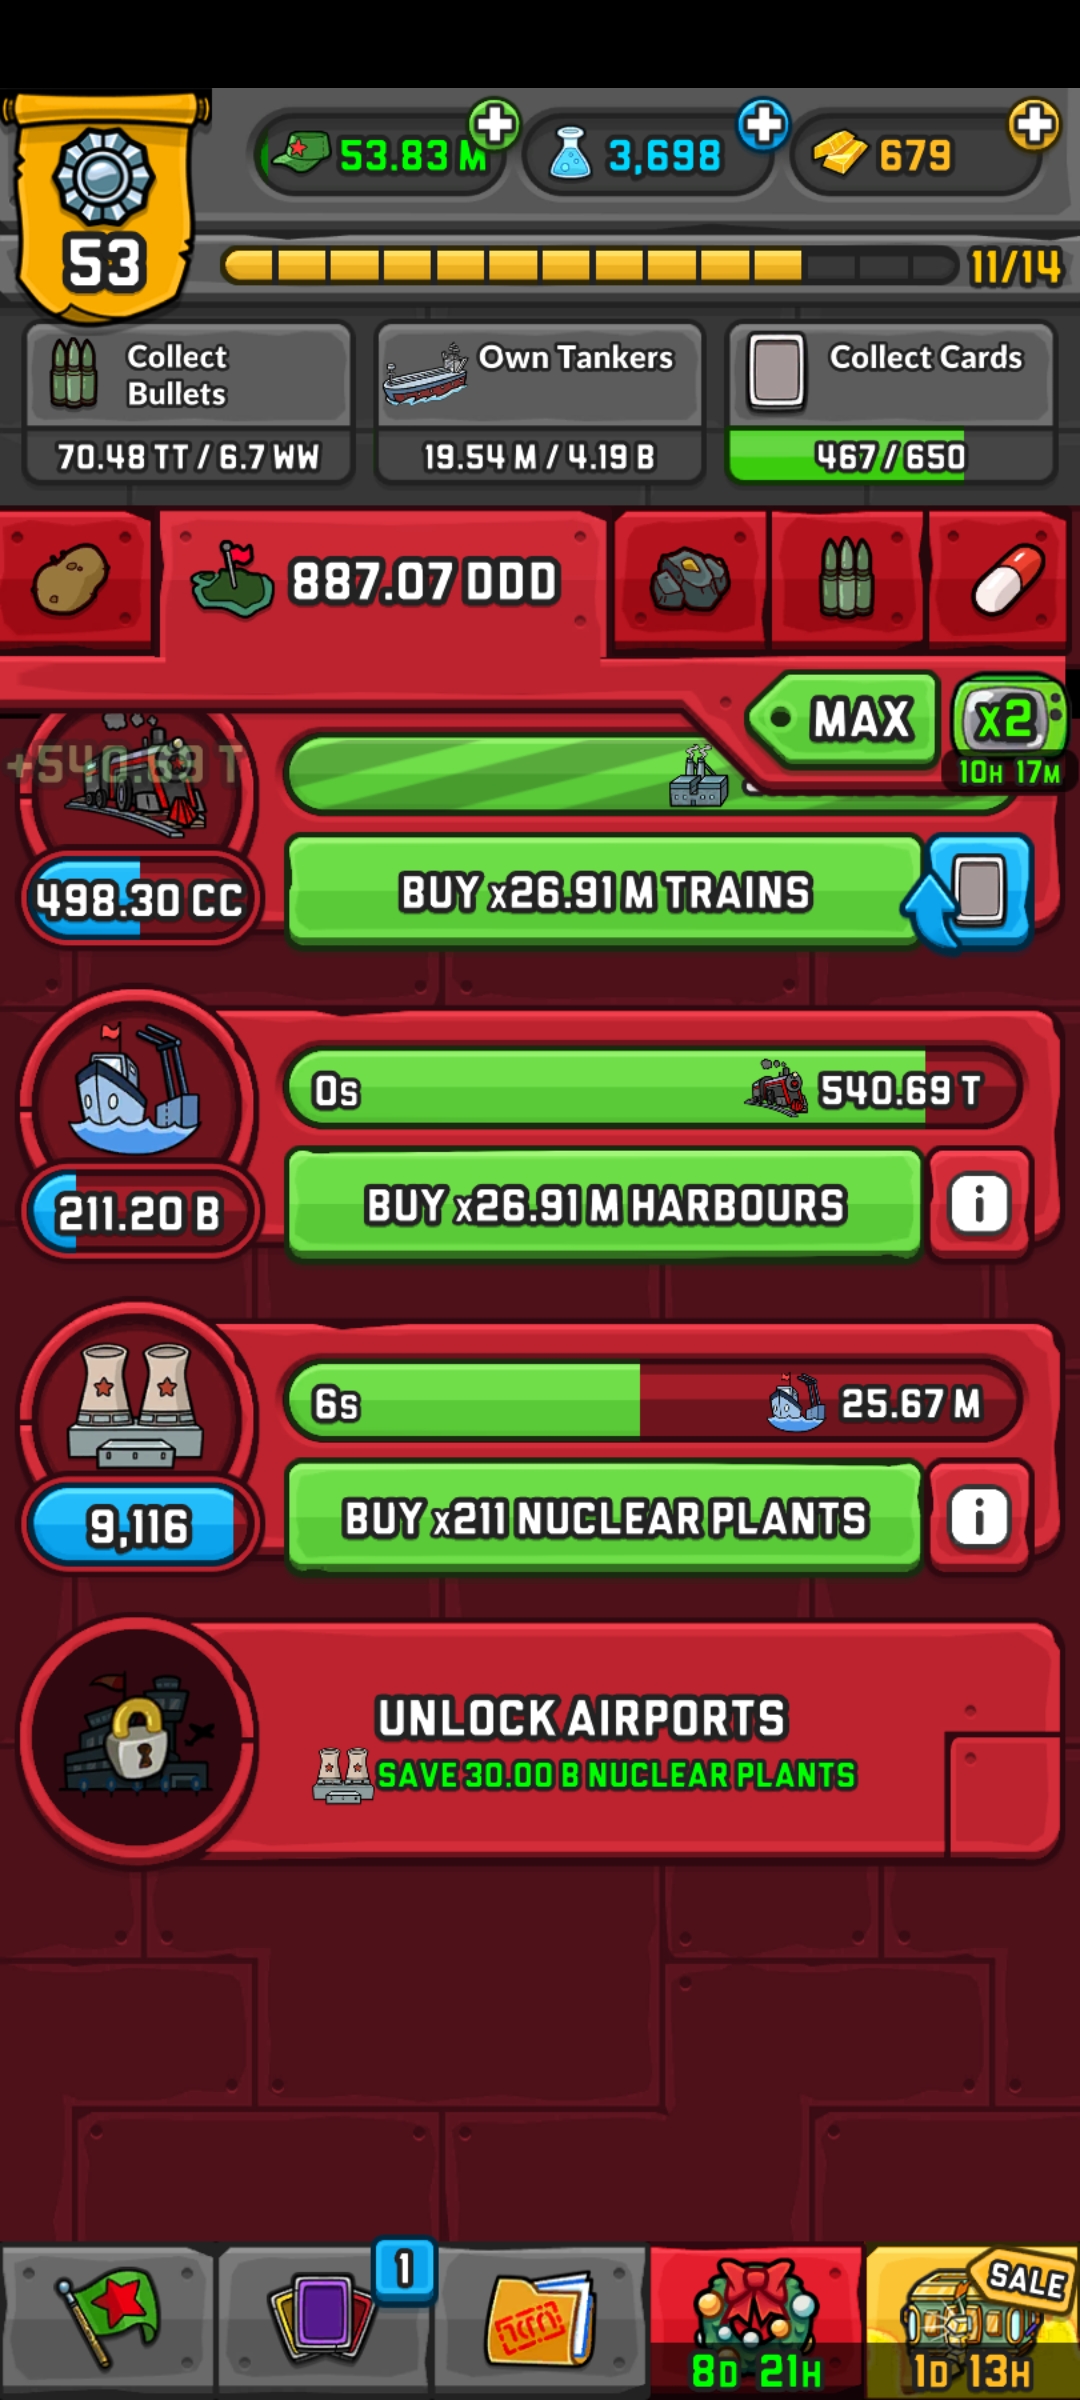 53.83 M
3,698
679
53
11/14
Collect
Bullets
Own Tankers
Collect Cards
70.48 TT / 6.7 WW
19.54 M / 4.19 B
467 / 650
887.07 DDD
MAX
x2
10H 17M
+540.69 T
498.30 CC
BUY x26.91 M TRAINS
0s
540.69 T
211.20 B
BUY x26.91 M HARBOURS
i
6s
25.67 M
9,116
BUY x211 NUCLEAR PLANTS
i
UNLOCK AIRPORTS
SAVE 30.00 B NUCLEAR PLANTS
1
SALE
8D 21H
1D 13H